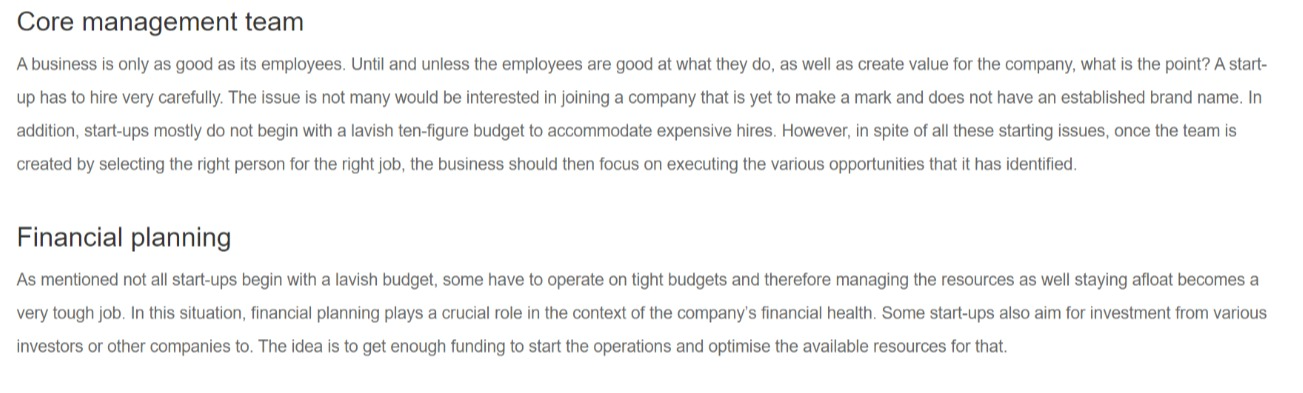 Core management team
A business is only as good as its employees. Until and unless the employees are good at what they do, as well as create value for the company, what is the point? A start-
up has to hire very carefully. The issue is not many would be interested in joining a company that is yet to make a mark and does not have an established brand name. In
addition, start-ups mostly do not begin with a lavish ten-figure budget to accommodate expensive hires. However, in spite of all these starting issues, once the team is
created by selecting the right person for the right job, the business should then focus on executing the various opportunities that it has identified.
Financial planning
As mentioned not all start-ups begin with a lavish budget, some have to operate on tight budgets and therefore managing the resources as well staying afloat becomes a
very tough job. In this situation, financial planning plays a crucial role in the context of the company's financial health. Some start-ups also aim for investment from various
investors or other companies to. The idea is to get enough funding to start the operations and optimise the available resources for that.